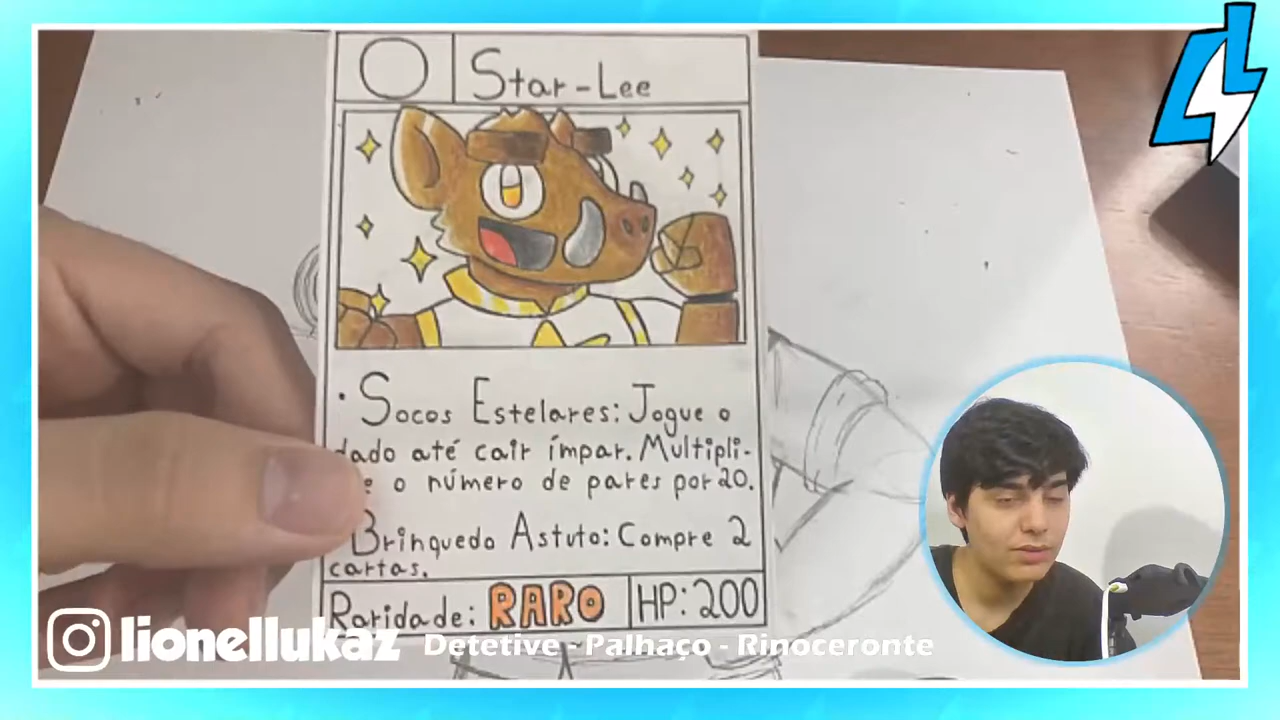 Star-Lee
• Socos Estelares: Jogue o
dado até cair ímpar. Multipli-
o número de pares por 20.
Brinquedo Astuto: Compre 2
cartas.
Raridade: RARO
HP: 200
lionellukaz
Detetive - Palhaço - Rinoceronte